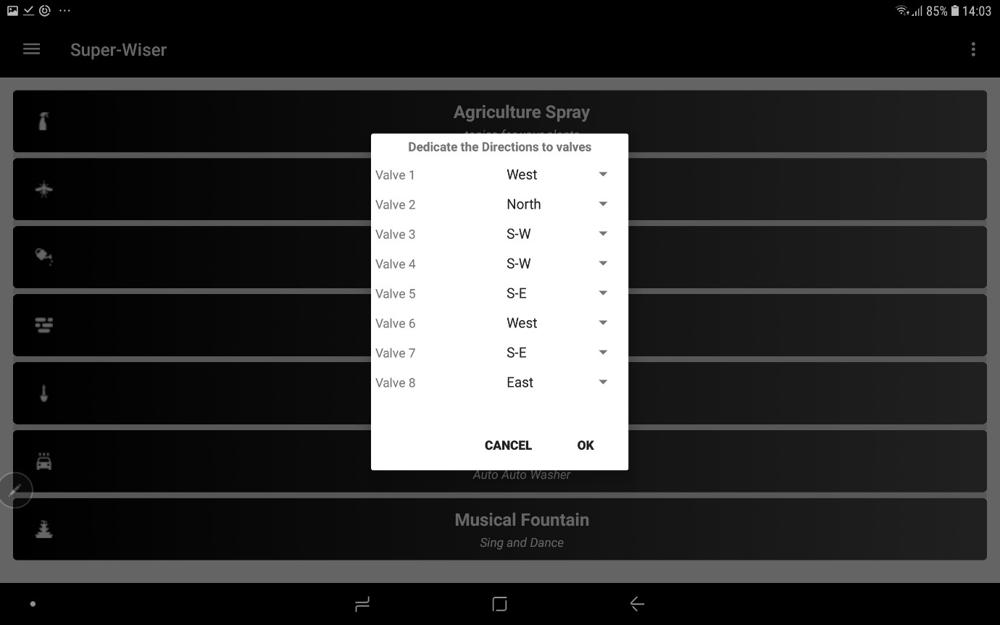 85% 14:03
Super-Wiser
Agriculture Spray
Dedicate the Directions to valves
Valve 1 West
Valve 2 North
Valve 3 S-W
Valve 4 S-W
Valve 5 S-E
Valve 6 West
Valve 7 S-E
Valve 8 East
CANCEL OK
Auto Auto Washer
Musical Fountain
Sing and Dance